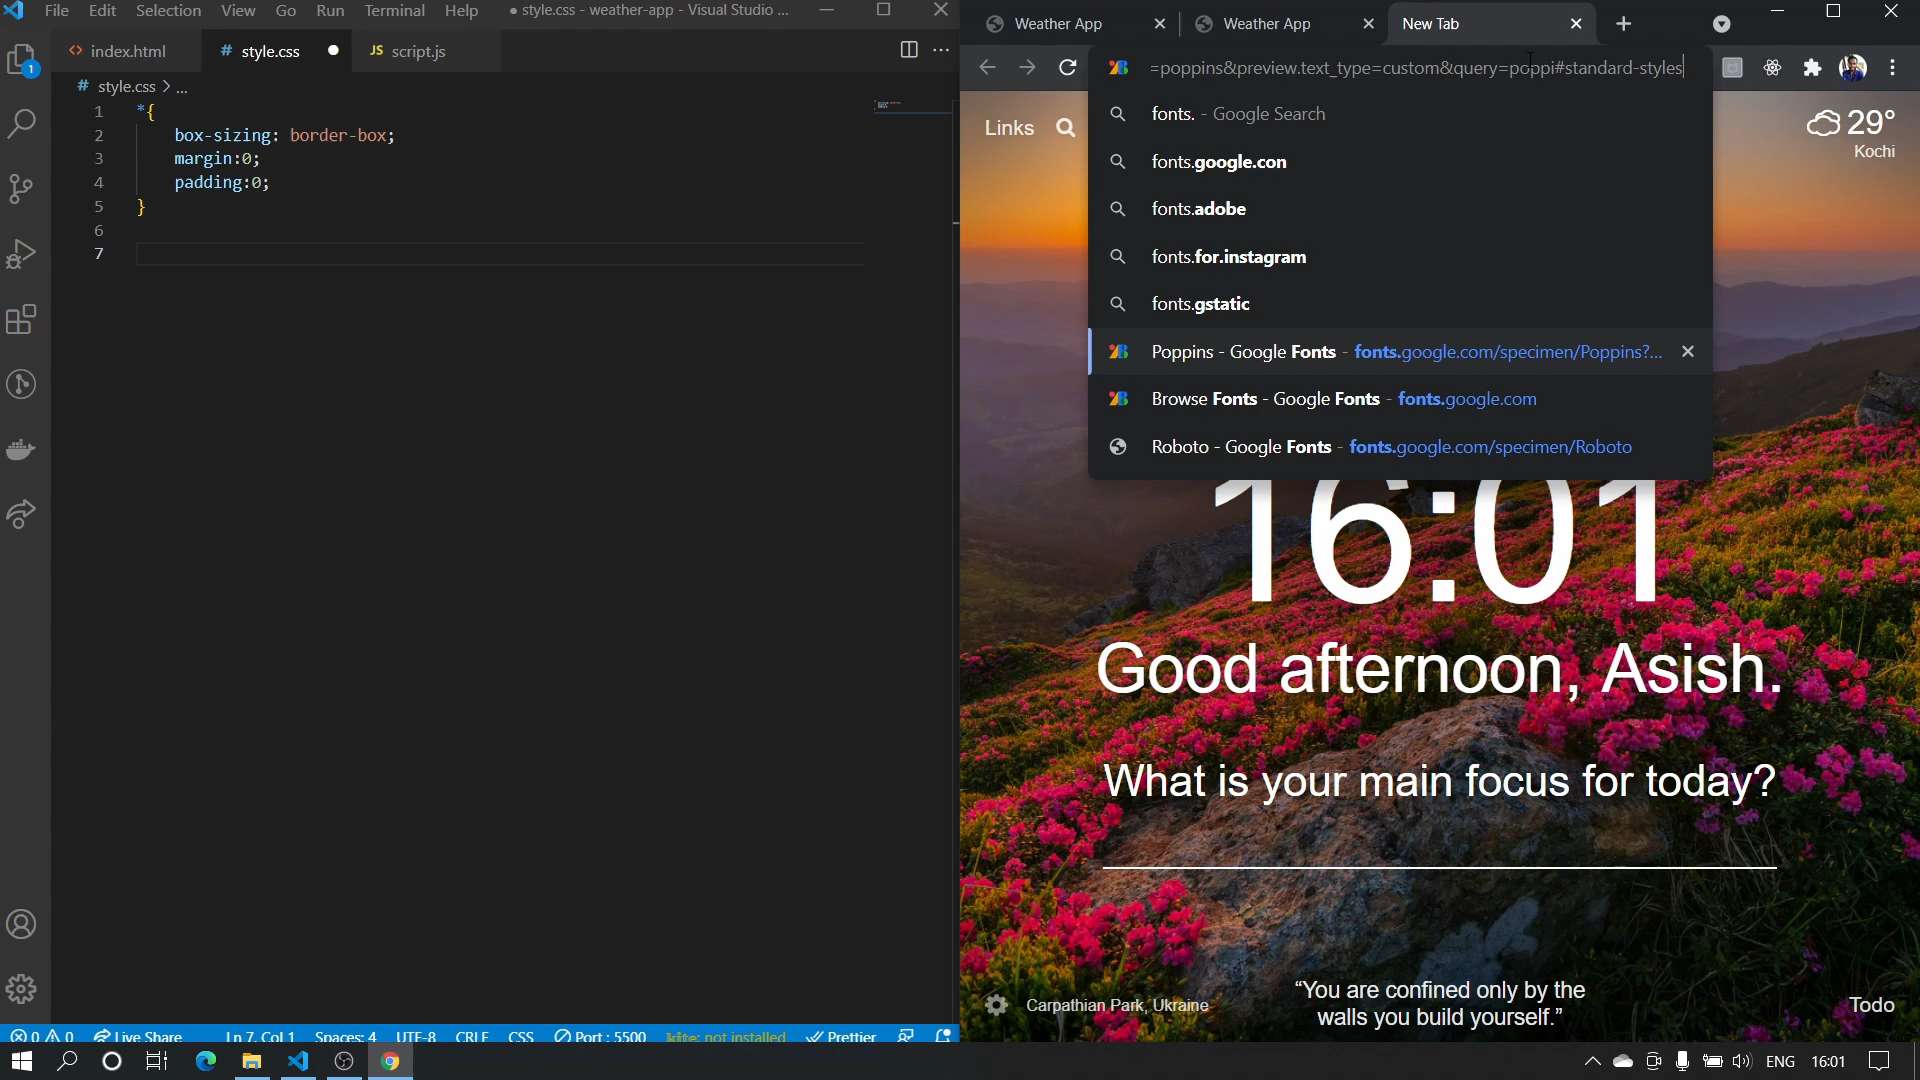 File Edit Selection View Go Run Terminal Help
● style.css - weather-app - Visual Studio ...
<> index.html
# style.css
JS script.js
# style.css > ...
1 *{
2 box-sizing: border-box;
3 margin:0;
4 padding:0;
5 }
6
7
0 0 Live Share Ln 7, Col 1 Spaces: 4 UTF-8 CRLF CSS Port : 5500 kite: not installed Prettier
Weather App
Weather App
New Tab
=poppins&preview.text_type=custom&query=poppi#standard-styles
fonts. - Google Search
fonts.google.con
fonts.adobe
fonts.for.instagram
fonts.gstatic
Poppins - Google Fonts - fonts.google.com/specimen/Poppins?...
Browse Fonts - Google Fonts - fonts.google.com
Roboto - Google Fonts - fonts.google.com/specimen/Roboto
Links
29°
Kochi
16:01
Good afternoon, Asish.
What is your main focus for today?
Carpathian Park, Ukraine
“You are confined only by the
walls you build yourself.”
Todo
1
ENG 16:01